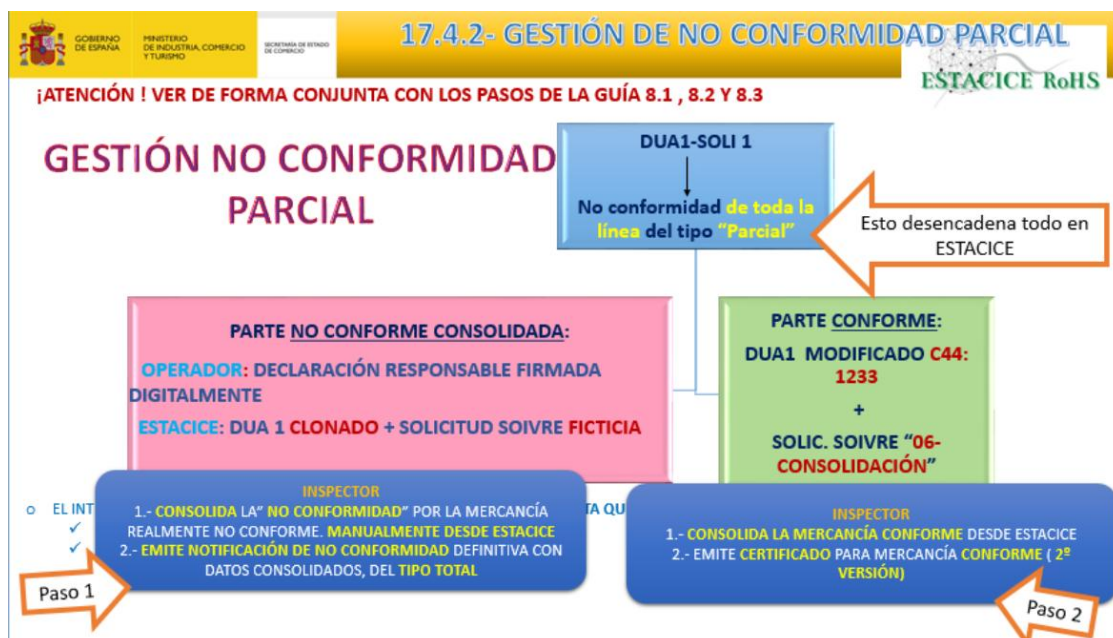 GOBIERNO
DE ESPAÑA
MINISTERIO
DE INDUSTRIA, COMERCIO
Y TURISMO
SECRETARÍA DE ESTADO
DE COMERCIO
17.4.2- GESTIÓN DE NO CONFORMIDAD PARCIAL
ESTACICE RoHS
¡ATENCIÓN ! VER DE FORMA CONJUNTA CON LOS PASOS DE LA GUÍA 8.1 , 8.2 Y 8.3
GESTIÓN NO CONFORMIDAD
PARCIAL
DUA1-SOLI 1
No conformidad de toda la
línea del tipo “Parcial”
Esto desencadena todo en
ESTACICE
PARTE NO CONFORME CONSOLIDADA:
OPERADOR: DECLARACIÓN RESPONSABLE FIRMADA
DIGITALMENTE
ESTACICE: DUA 1 CLONADO + SOLICITUD SOIVRE FICTICIA
PARTE CONFORME:
DUA1 MODIFICADO C44:
1233
+
SOLIC. SOIVRE “06-
CONSOLIDACIÓN”
o EL
INSPECTOR
1.- CONSOLIDA LA“ NO CONFORMIDAD” POR LA MERCANCÍA
REALMENTE NO CONFORME. MANUALMENTE DESDE ESTACICE
2.- EMITE NOTIFICACIÓN DE NO CONFORMIDAD DEFINITIVA CON
DATOS CONSOLIDADOS, DEL TIPO TOTAL
Paso 1
INSPECTOR
1.- CONSOLIDA LA MERCANCÍA CONFORME DESDE ESTACICE
2.- EMITE CERTIFICADO PARA MERCANCÍA CONFORME ( 2º
VERSIÓN)
Paso 2